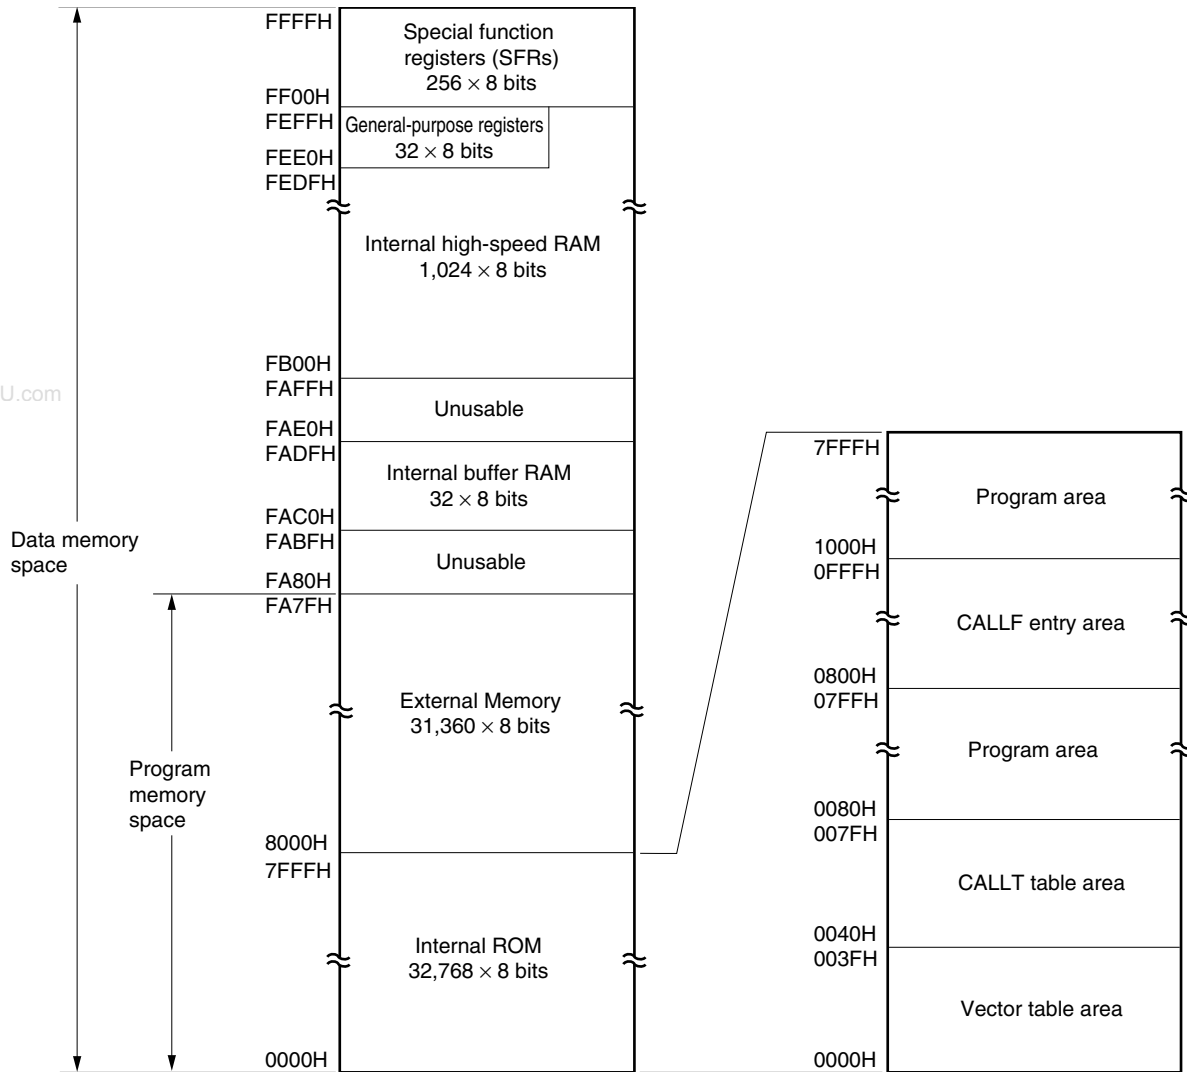 FFFFH
Special function
registers (SFRs)
256 × 8 bits
FF00H
FEFFH
General-purpose registers
32 × 8 bits
FEE0H
FEDFH
Internal high-speed RAM
1,024 × 8 bits
FB00H
FAFFH
U.com
Unusable
FAE0H
FADFH
Internal buffer RAM
32 × 8 bits
FAC0H
FABFH
Data memory
space
Unusable
FA80H
FA7FH
External Memory
31,360 × 8 bits
Program
memory
space
8000H
7FFFH
Internal ROM
32,768 × 8 bits
0000H
7FFFH
Program area
1000H
0FFFH
CALLF entry area
0800H
07FFH
Program area
0080H
007FH
CALLT table area
0040H
003FH
Vector table area
0000H